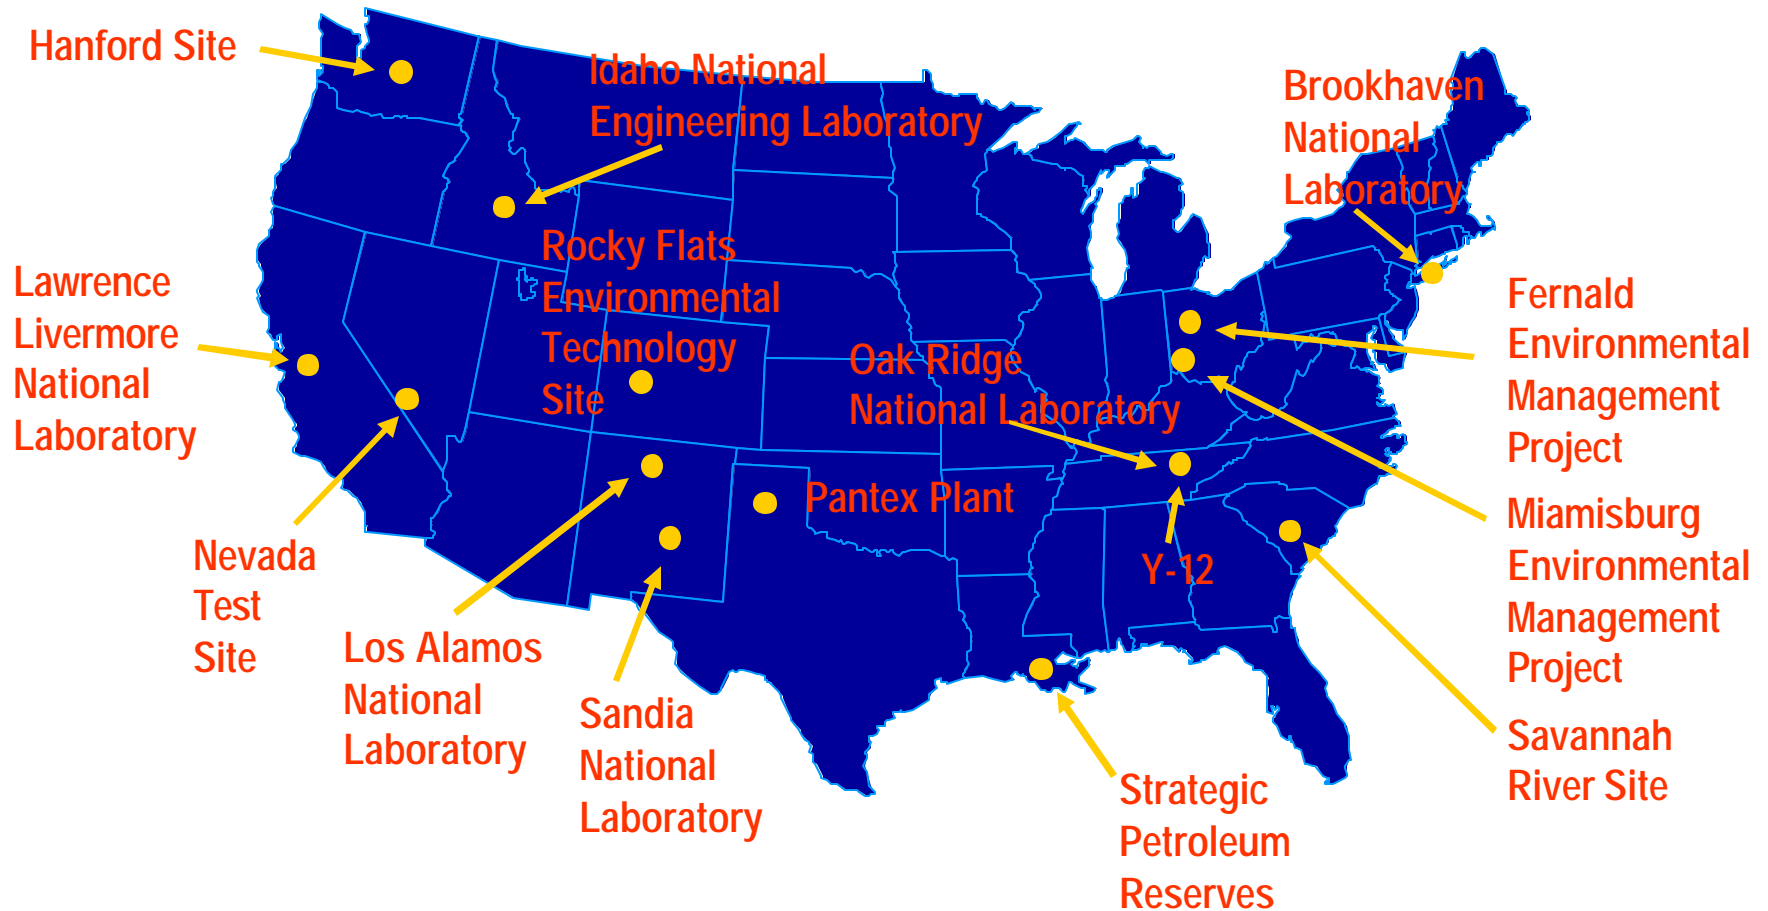 Hanford Site
Idaho National
Engineering Laboratory
Brookhaven
National
Laboratory
Rocky Flats
Environmental
Technology
Site
Lawrence
Livermore
National
Laboratory
Fernald
Environmental
Management
Project
Oak Ridge
National Laboratory
Pantex Plant
Miamisburg
Environmental
Management
Project
Nevada
Test
Site
Y-12
Los Alamos
National
Laboratory
Sandia
National
Laboratory
Savannah
River Site
Strategic
Petroleum
Reserves